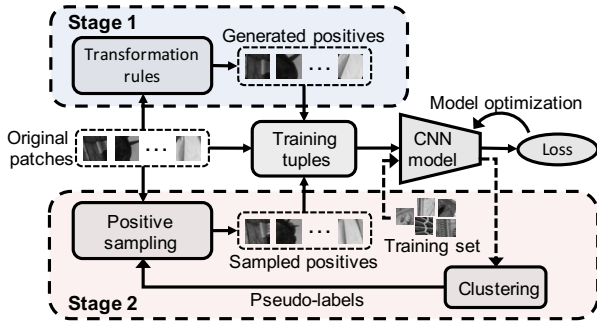 Stage 1
Generated positives
Transformation
rules
Model optimization
Original
patches
Training
tuples
CNN
model
Loss
Positive
sampling
Training set
Sampled positives
Clustering
Pseudo-labels
Stage 2